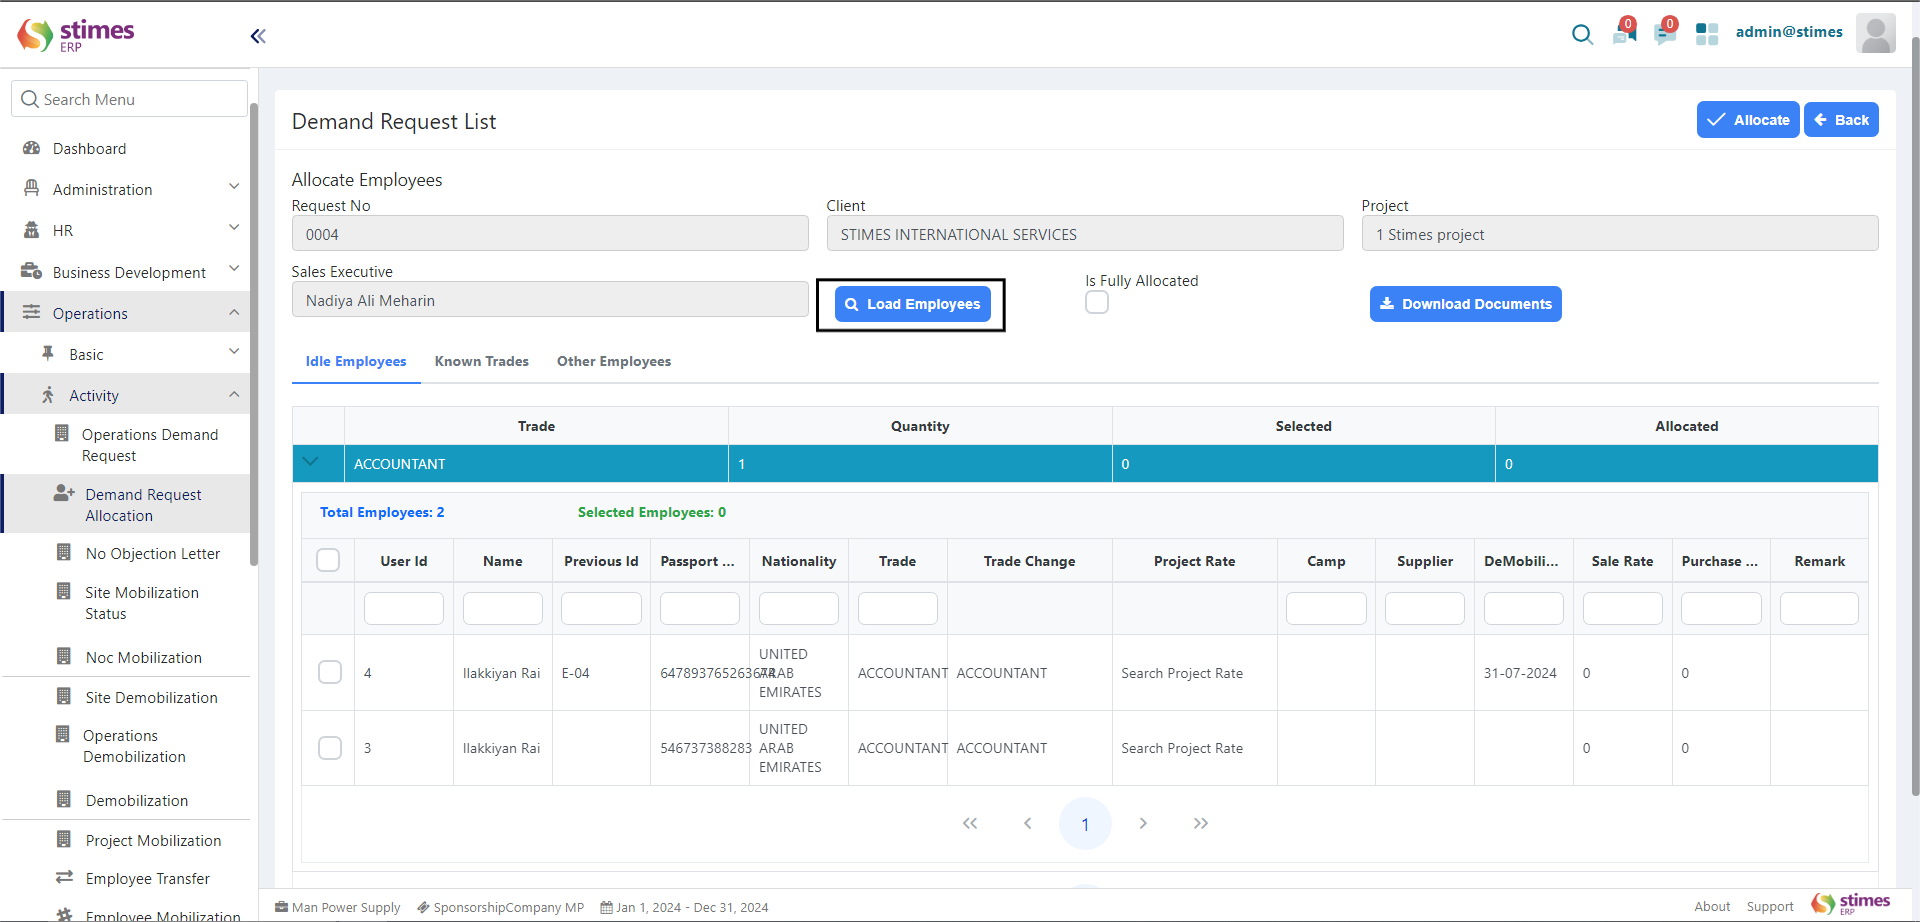 stimes
ERP
0
0
admin@stimes
Search Menu
Dashboard
Administration
HR
Business Development
Operations
Basic
Activity
Operations Demand
Request
Demand Request
Allocation
No Objection Letter
Site Mobilization
Status
Noc Mobilization
Site Demobilization
Operations
Demobilization
Demobilization
Project Mobilization
Employee Transfer
Employee Mobilization
Demand Request List
Allocate
Back
Allocate Employees
Request No
Client
Project
0004
STIMES INTERNATIONAL SERVICES
1 Stimes project
Sales Executive
Is Fully Allocated
Nadiya Ali Meharin
Load Employees
Download Documents
Idle Employees
Known Trades
Other Employees
Trade Quantity Selected Allocated
ACCOUNTANT 1 0 0
Total Employees: 2 Selected Employees: 0
User Id Name Previous Id Passport ... Nationality Trade Trade Change Project Rate Camp Supplier DeMobili... Sale Rate Purchase ... Remark
4 Ilakkiyan Rai E-04 UNITED ARAB EMIRATES ACCOUNTANT ACCOUNTANT Search Project Rate 31-07-2024 0 0
3 Ilakkiyan Rai 546737388283 UNITED ARAB EMIRATES ACCOUNTANT ACCOUNTANT Search Project Rate 0 0
1
Man Power Supply SponsorshipCompany MP Jan 1, 2024 - Dec 31, 2024
About Support
stimes
ERP